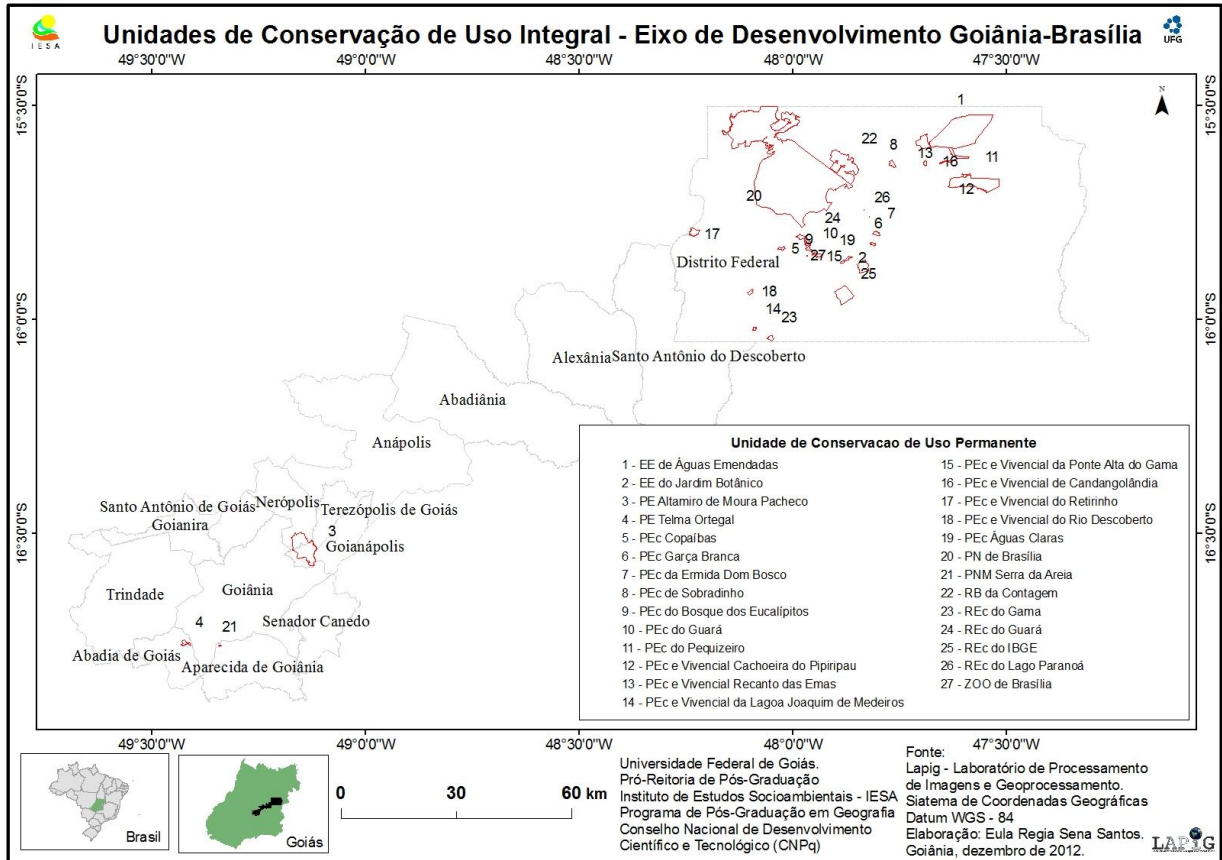 Unidades de Conservação de Uso Integral - Eixo de Desenvolvimento Goiânia-Brasília
IESA
UFG
49°30'0"W 49°0'0"W 48°30'0"W 48°0'0"W 47°30'0"W
15°30'0"S
15°30'0"S
N
1
22
8
13
16
11
12
20
26
7
24
6
17
10
9
19
5
27
15
2
25
Distrito Federal
18
14
23
16°0'0"S
16°0'0"S
Alexânia
Santo Antônio do Descoberto
Abadiânia
Anápolis
Santo Antônio de Goiás
Nerópolis
Terezópolis de Goiás
Goianira
3
Goianápolis
16°30'0"S
16°30'0"S
Trindade
Goiânia
4
21
Senador Canedo
Abadia de Goiás
Aparecida de Goiânia
Unidade de Conservacao de Uso Permanente
1 - EE de Águas Emendadas
2 - EE do Jardim Botânico
3 - PE Altamiro de Moura Pacheco
4 - PE Telma Ortegal
5 - PEc Copaíbas
6 - PEc Garça Branca
7 - PEc da Ermida Dom Bosco
8 - PEc de Sobradinho
9 - PEc do Bosque dos Eucalípitos
10 - PEc do Guará
11 - PEc do Pequizeiro
12 - PEc e Vivencial Cachoeira do Pipiripau
13 - PEc e Vivencial Recanto das Emas
14 - PEc e Vivencial da Lagoa Joaquim de Medeiros
15 - PEc e Vivencial da Ponte Alta do Gama
16 - PEc e Vivencial de Candangolândia
17 - PEc e Vivencial do Retirinho
18 - PEc e Vivencial do Rio Descoberto
19 - PEc Águas Claras
20 - PN de Brasília
21 - PNM Serra da Areia
22 - RB da Contagem
23 - REc do Gama
24 - REc do Guará
25 - REc do IBGE
26 - REc do Lago Paranoá
27 - ZOO de Brasília
49°30'0"W 49°0'0"W 48°30'0"W 48°0'0"W 47°30'0"W
Brasil
Goiás
0 30 60 km
Universidade Federal de Goiás.
Pró-Reitoria de Pós-Graduação
Instituto de Estudos Socioambientais - IESA
Programa de Pós-Graduação em Geografia
Conselho Nacional de Desenvolvimento
Científico e Tecnológico (CNPq)
Fonte:
Lapig - Laboratório de Processamento
de Imagens e Geoprocessamento.
Siatema de Coordenadas Geográficas
Datum WGS - 84
Elaboração: Eula Regia Sena Santos.
Goiânia, dezembro de 2012.
LAPIG